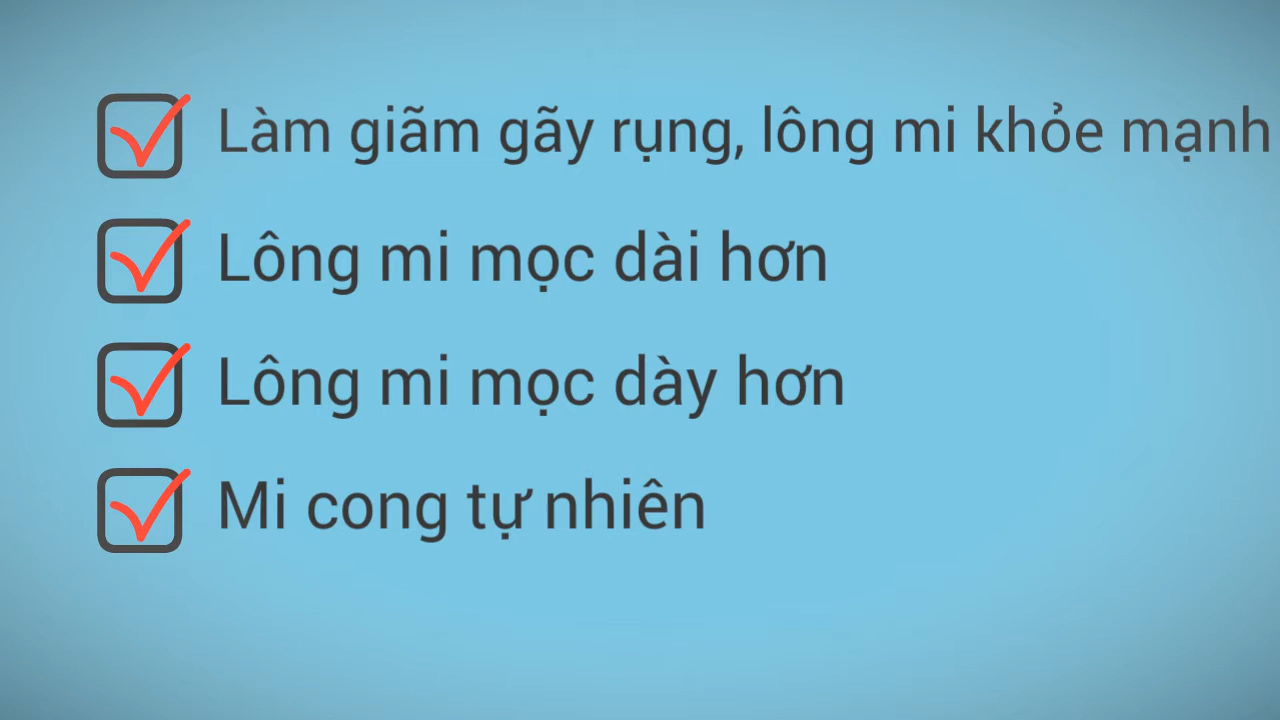 Làm giãm gãy rụng, lông mi khỏe mạnh
Lông mi mọc dài hơn
Lông mi mọc dày hơn
Mi cong tự nhiên